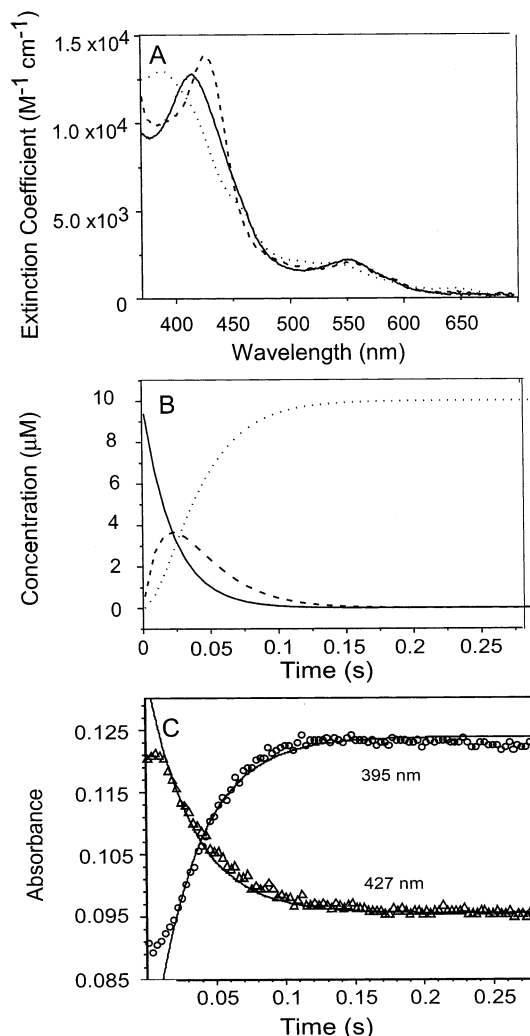 A
1.5 x10⁴
1.0 x10⁴
5.0 x10³
0
Extinction Coefficient (M⁻¹ cm⁻¹)
400 450 500 550 600 650
Wavelength (nm)
B
10
8
6
4
2
0
Concentration (μM)
0 0.05 0.1 0.15 0.2 0.25
Time (s)
C
0.125
0.115
0.105
0.095
0.085
Absorbance
395 nm
427 nm
0.05 0.1 0.15 0.2 0.25
Time (s)